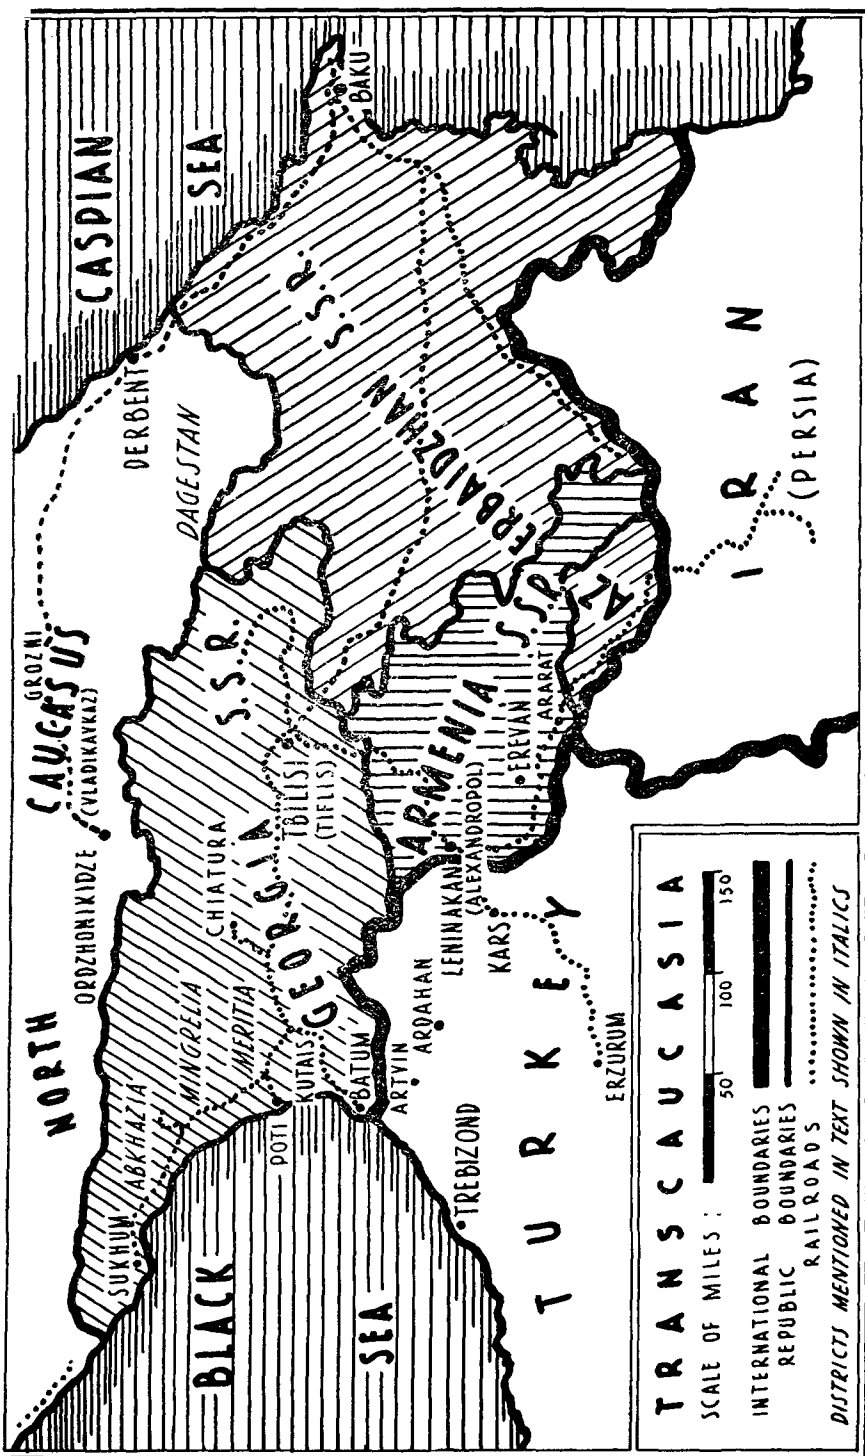 NORTH
CAUCASUS
GROZNI
ORDZHONIKIDZE
(VLADIKAVKAZ)
CASPIAN
SEA
DERBENT
DAGESTAN
SUKHUM
ABKHAZIA
MINGRELIA
IMERITIA
CHIATURA
GEORGIA
S.S.R.
POTI
KUTAIS
BATUM
TBILISI
(TIFLIS)
BLACK
SEA
BAKU
AZERBAIDZHAN
S.S.R.
ARMENIA
S S R
LENINAKAN
(ALEXANDROPOL)
EREVAN
ARARAT
ARTVIN
ARDAHAN
KARS
TREBIZOND
ERZURUM
TURKEY
IRAN
(PERSIA)
TRANSCAUCASIA
SCALE OF MILES:
50 100 150
INTERNATIONAL BOUNDARIES
REPUBLIC BOUNDARIES
RAILROADS
DISTRICTS MENTIONED IN TEXT SHOWN IN ITALICS